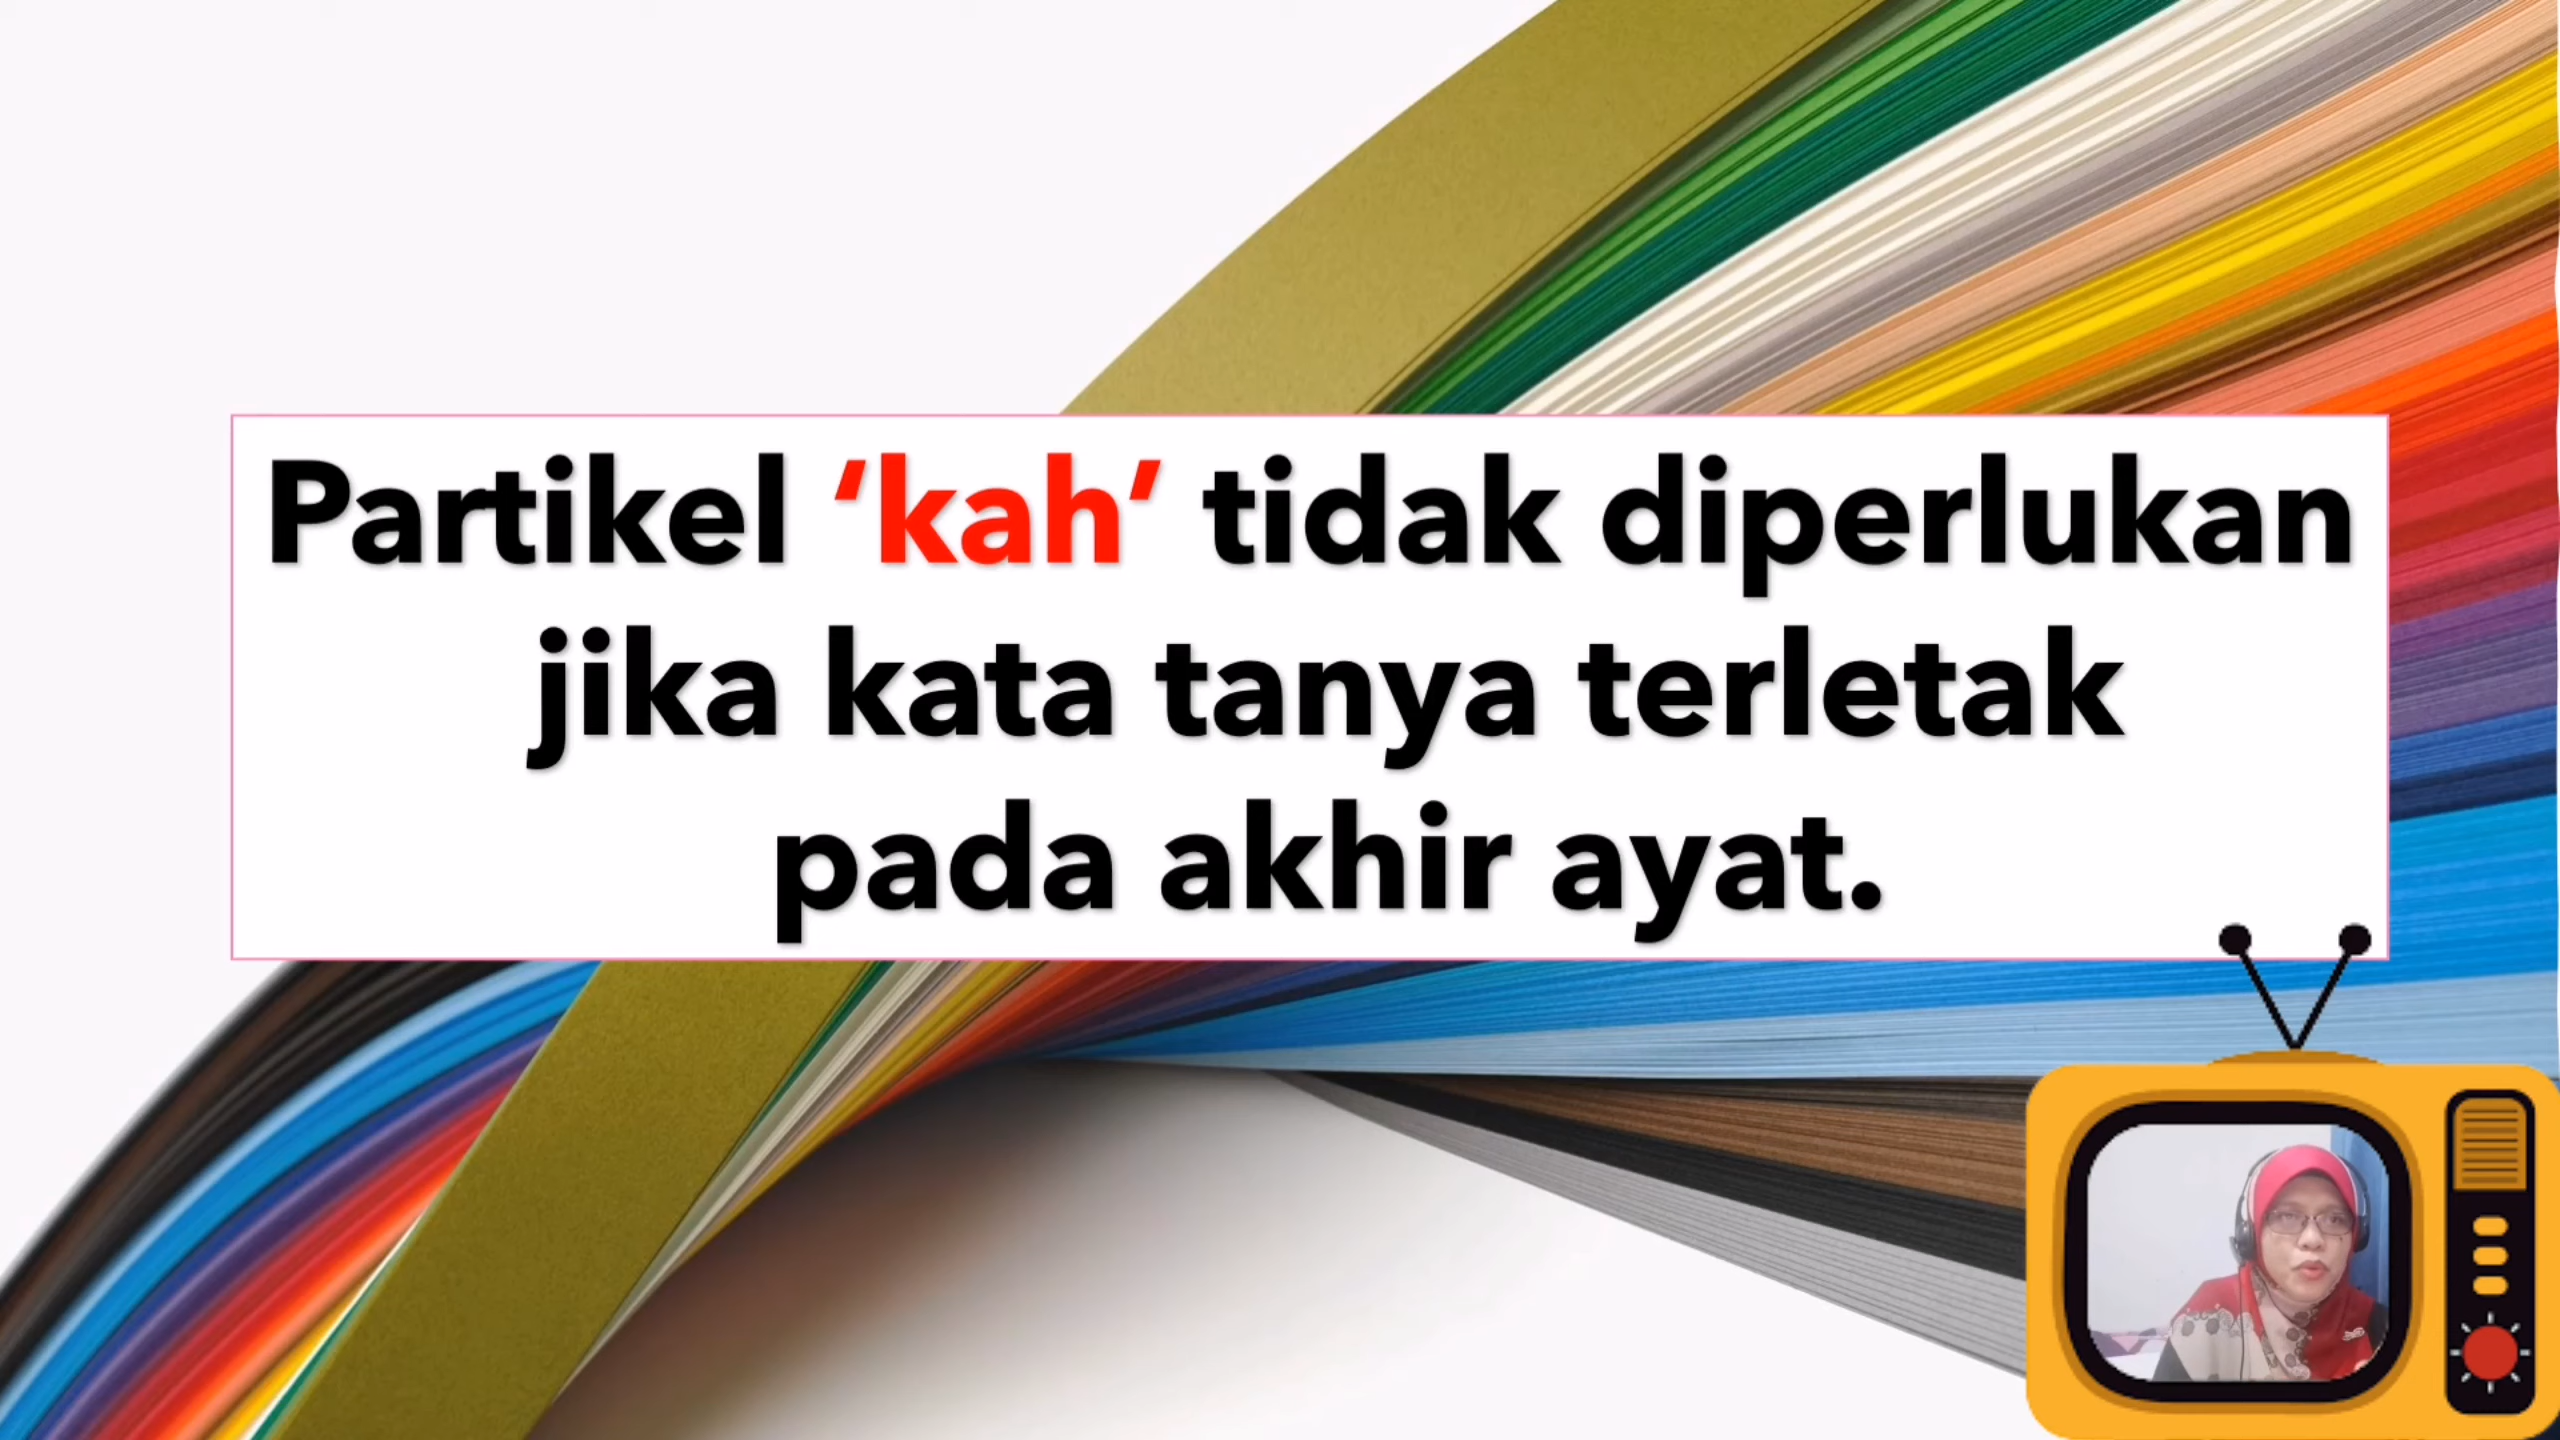 Partikel ‘kah’ tidak diperlukan
jika kata tanya terletak
pada akhir ayat.